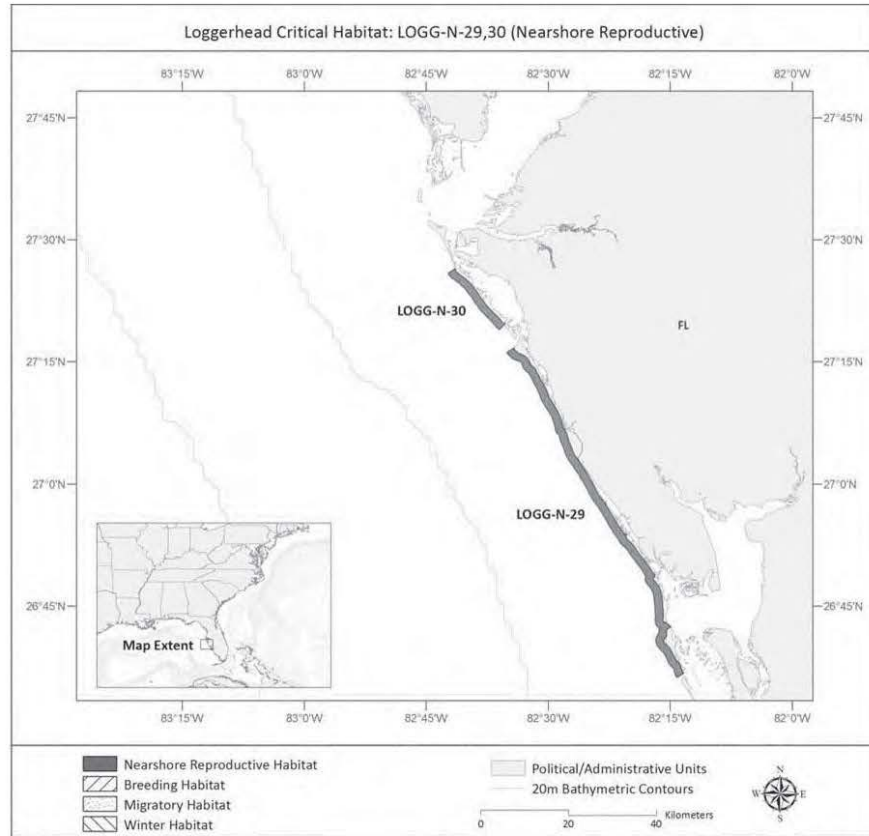 Loggerhead Critical Habitat: LOGG-N-29,30 (Nearshore Reproductive)
83°15'W 83°0'W 82°45'W 82°30'W 82°15'W 82°0'W
27°45'N 27°45'N
27°30'N 27°30'N
LOGG-N-30
FL
27°15'N 27°15'N
27°0'N 27°0'N
LOGG-N-29
26°45'N 26°45'N
Map Extent
83°15'W 83°0'W 82°45'W 82°30'W 82°15'W 82°0'W
Nearshore Reproductive Habitat
Breeding Habitat
Migratory Habitat
Winter Habitat
Political/Administrative Units
20m Bathymetric Contours
Kilometers
0 20 40
N
W E
S